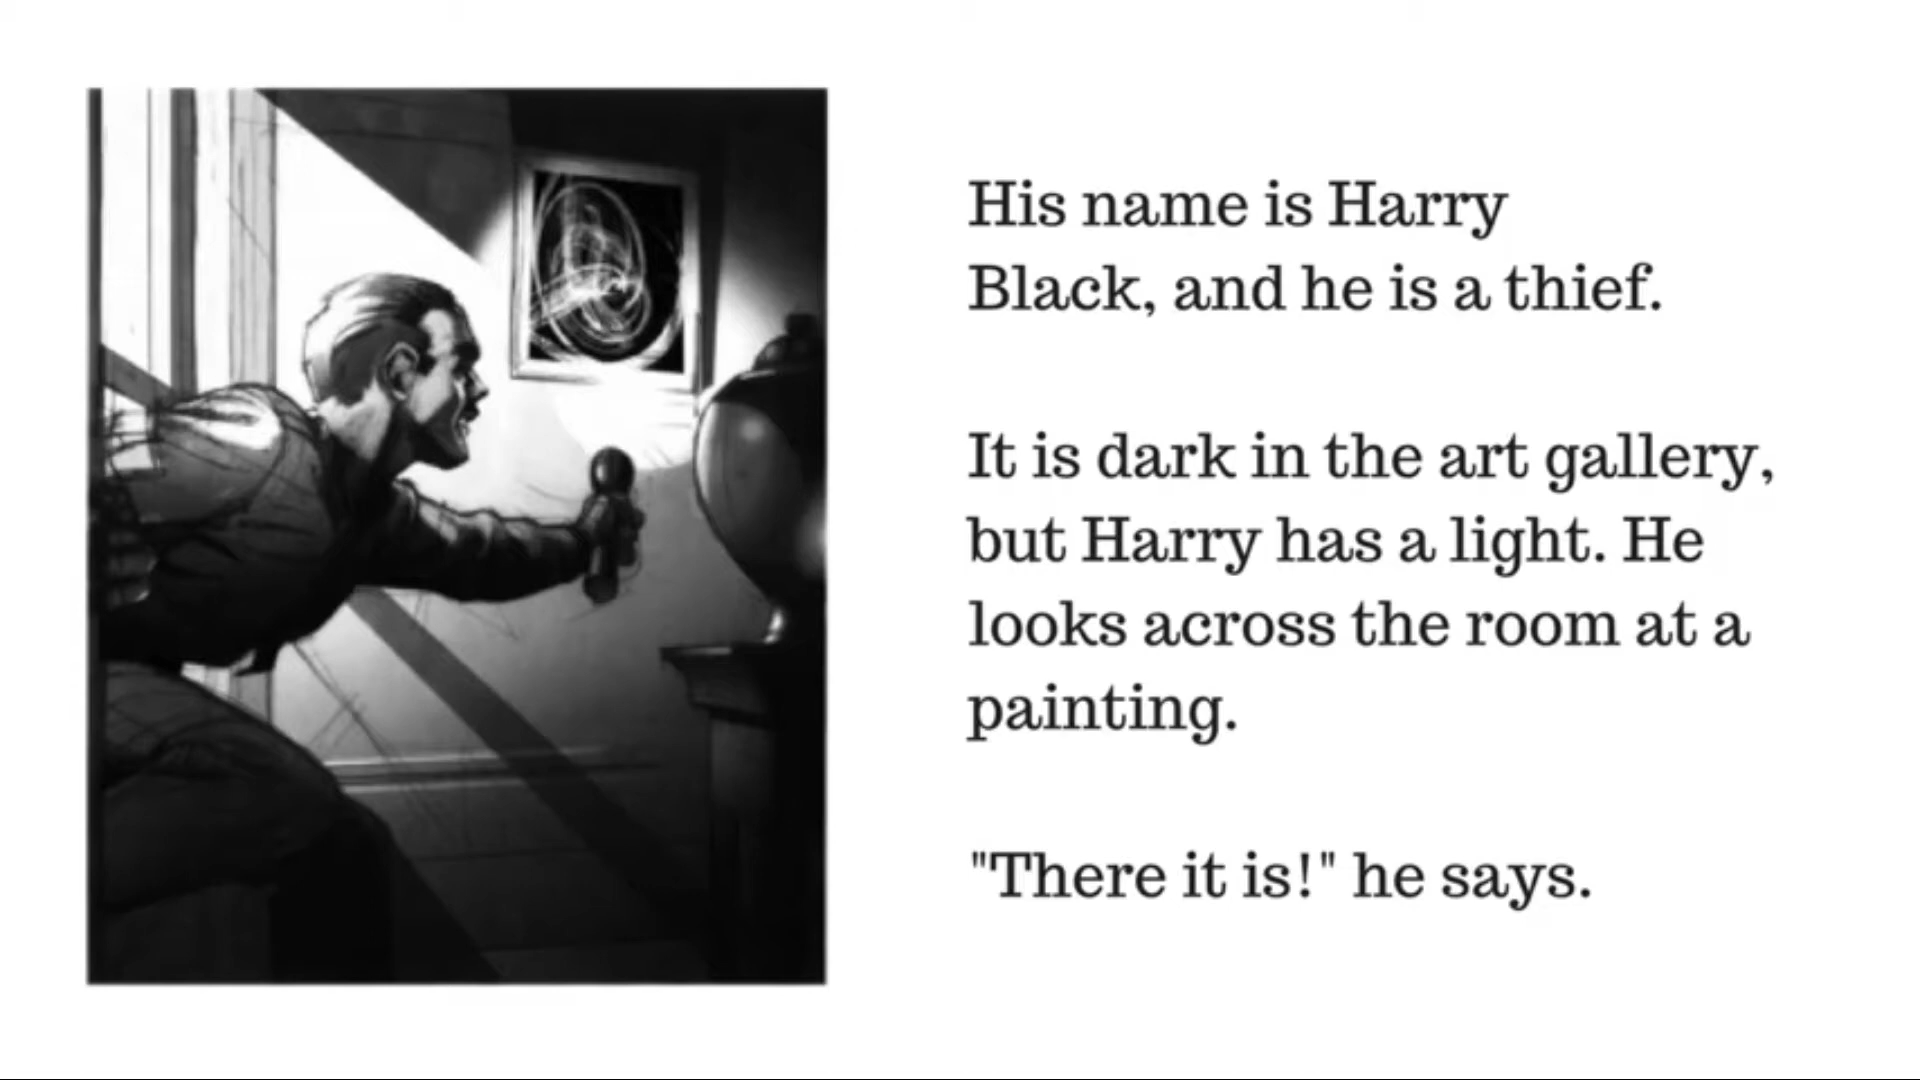 His name is Harry
Black, and he is a thief.
It is dark in the art gallery,
but Harry has a light. He
looks across the room at a
painting.
"There it is!" he says.